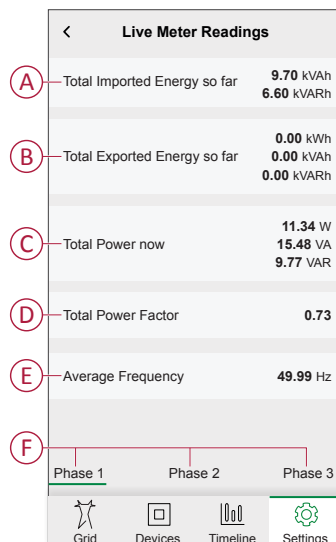 Live Meter Readings
A Total Imported Energy so far 9.70 kVAh
6.60 kVARh
0.00 kWh
B Total Exported Energy so far 0.00 kVAh
0.00 kVARh
11.34 W
C Total Power now 15.48 VA
9.77 VAR
D Total Power Factor 0.73
E Average Frequency 49.99 Hz
F
Phase 1 Phase 2 Phase 3
Grid Devices Timeline Settings